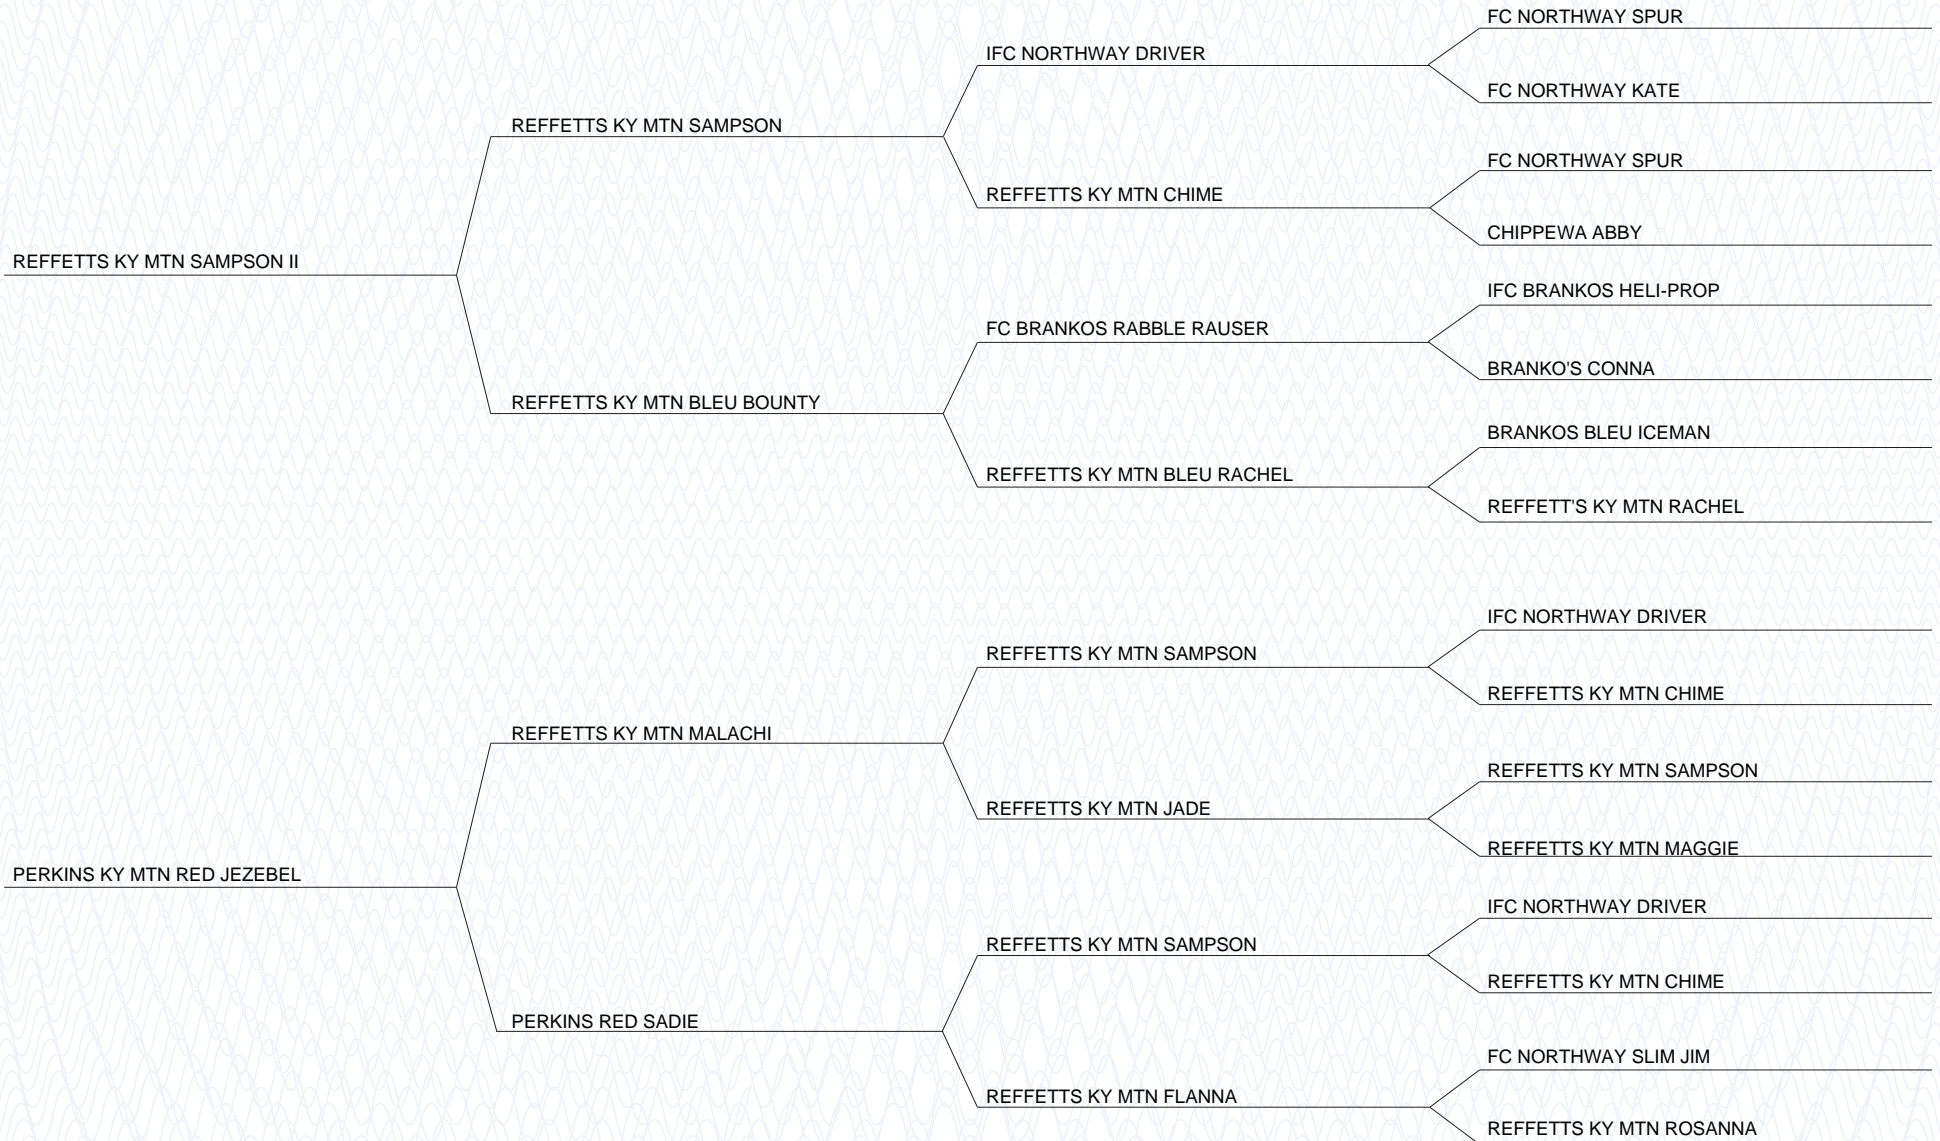 FC NORTHWAY SPUR
IFC NORTHWAY DRIVER
FC NORTHWAY KATE
REFFETTS KY MTN SAMPSON
FC NORTHWAY SPUR
REFFETTS KY MTN CHIME
CHIPPEWA ABBY
REFFETTS KY MTN SAMPSON II
IFC BRANKOS HELI-PROP
FC BRANKOS RABBLE RAUSER
BRANKO'S CONNA
REFFETTS KY MTN BLEU BOUNTY
BRANKOS BLEU ICEMAN
REFFETTS KY MTN BLEU RACHEL
REFFETT'S KY MTN RACHEL
IFC NORTHWAY DRIVER
REFFETTS KY MTN SAMPSON
REFFETTS KY MTN CHIME
REFFETTS KY MTN MALACHI
REFFETTS KY MTN SAMPSON
REFFETTS KY MTN JADE
REFFETTS KY MTN MAGGIE
PERKINS KY MTN RED JEZEBEL
IFC NORTHWAY DRIVER
REFFETTS KY MTN SAMPSON
REFFETTS KY MTN CHIME
PERKINS RED SADIE
FC NORTHWAY SLIM JIM
REFFETTS KY MTN FLANNA
REFFETTS KY MTN ROSANNA